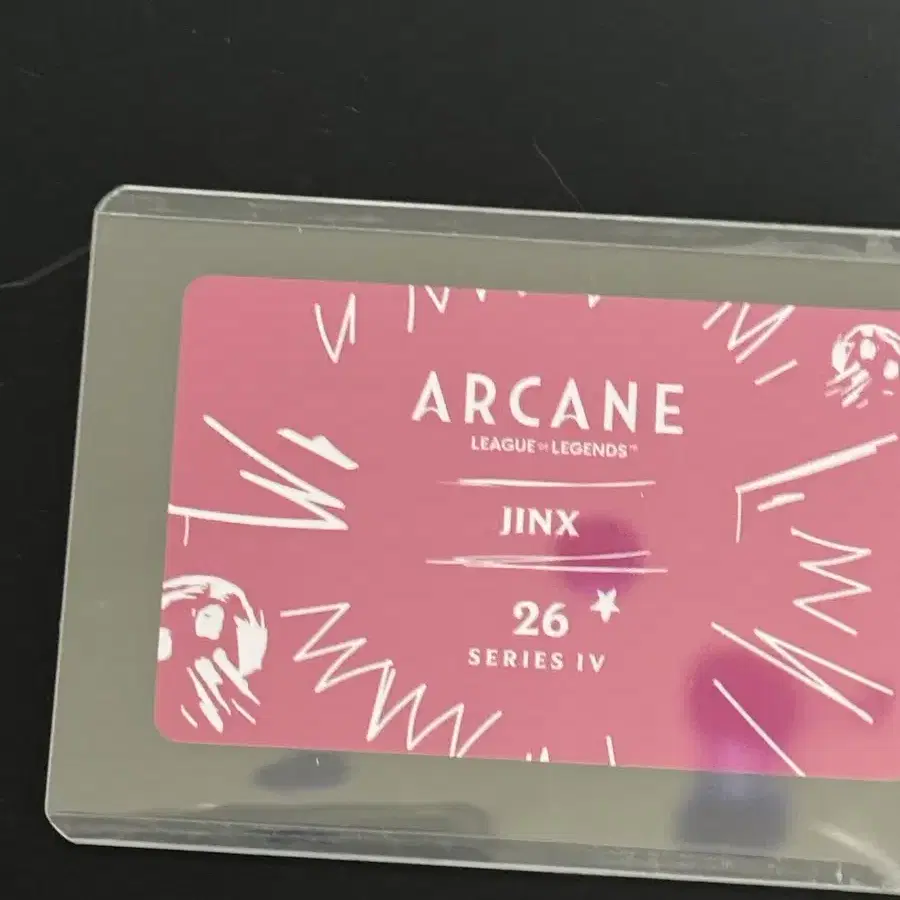 ARCANE
LEAGUE OF LEGENDS™
JINX
26
SERIES IV